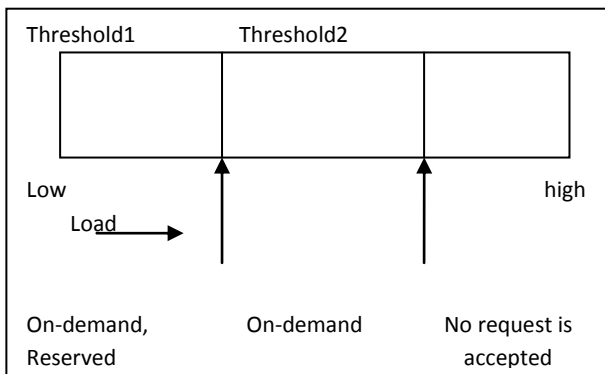 Threshold1 Threshold2
Low high
Load
On-demand, On-demand No request is
Reserved accepted